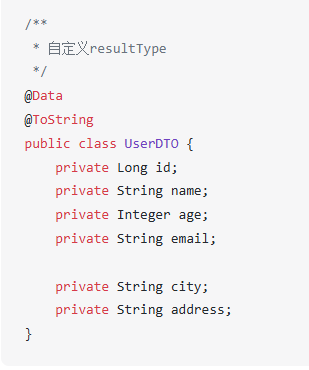 /**
 * 自定义resultType
 */
@Data
@ToString
public class UserDTO {
    private Long id;
    private String name;
    private Integer age;
    private String email;

    private String city;
    private String address;
}